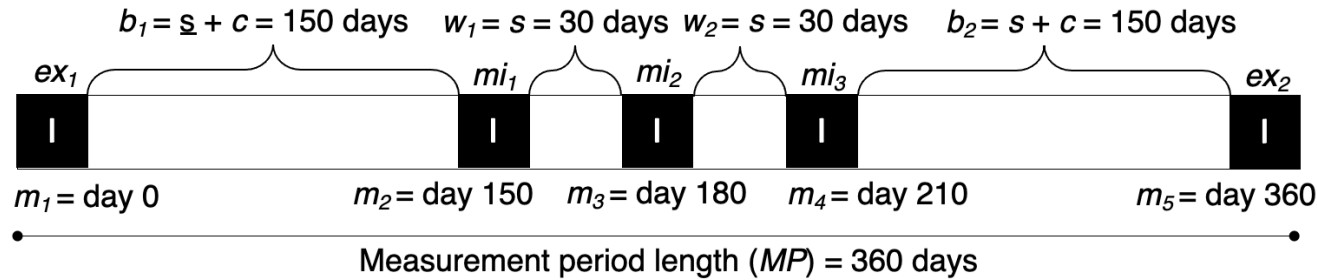 b₁ = s + c = 150 days w₁ = s = 30 days w₂ = s = 30 days b₂ = s + c = 150 days
ex₁ mi₁ mi₂ mi₃ ex₂
I I I I I
m₁ = day 0 m₂ = day 150 m₃ = day 180 m₄ = day 210 m₅ = day 360
Measurement period length (MP) = 360 days